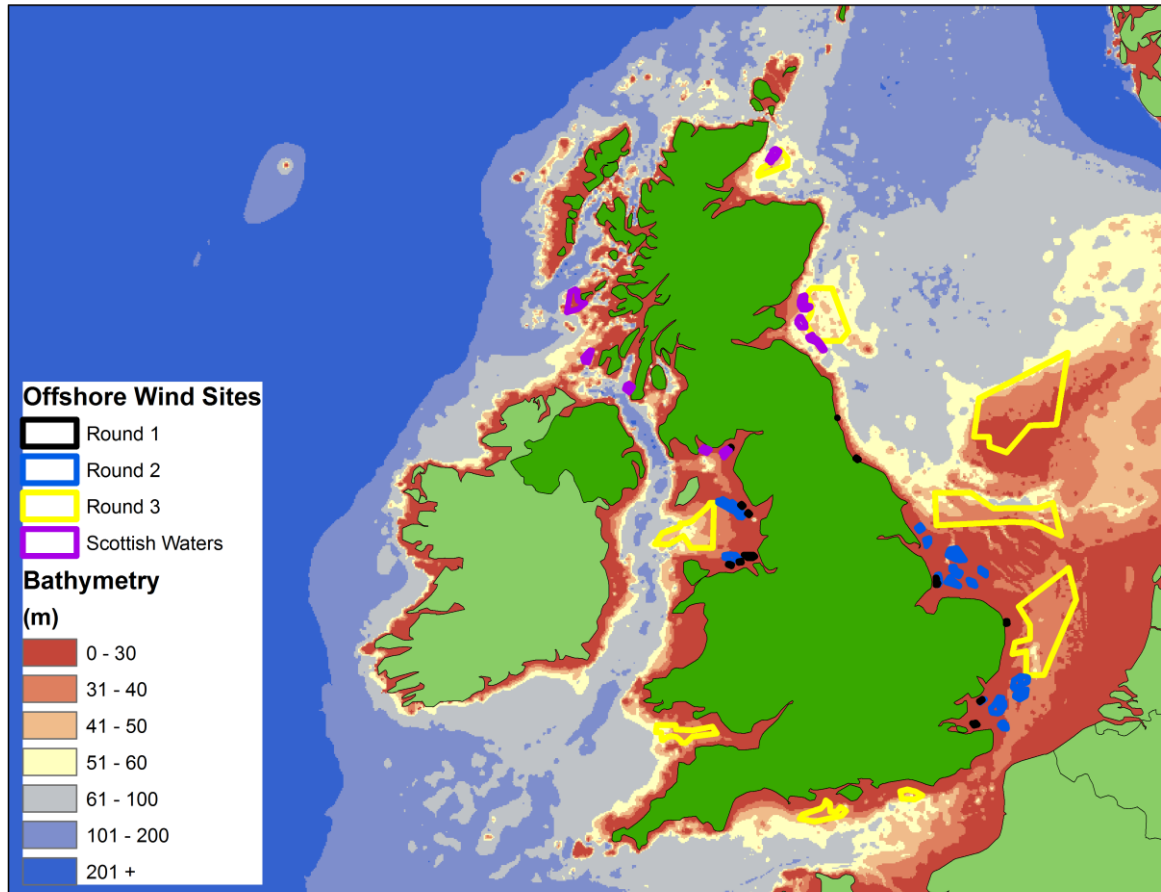 Offshore Wind Sites
Round 1
Round 2
Round 3
Scottish Waters
Bathymetry
(m)
0 - 30
31 - 40
41 - 50
51 - 60
61 - 100
101 - 200
201 +